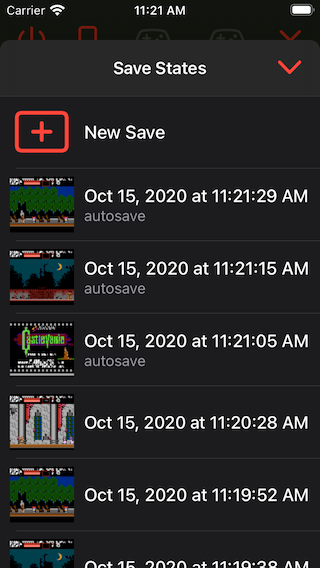 Carrier 11:21 AM
Save States
New Save
Oct 15, 2020 at 11:21:29 AM
autosave
Oct 15, 2020 at 11:21:15 AM
autosave
Castlevania
Oct 15, 2020 at 11:21:05 AM
autosave
Oct 15, 2020 at 11:20:28 AM
Oct 15, 2020 at 11:19:52 AM
Oct 15, 2020 at 11:19:38 AM